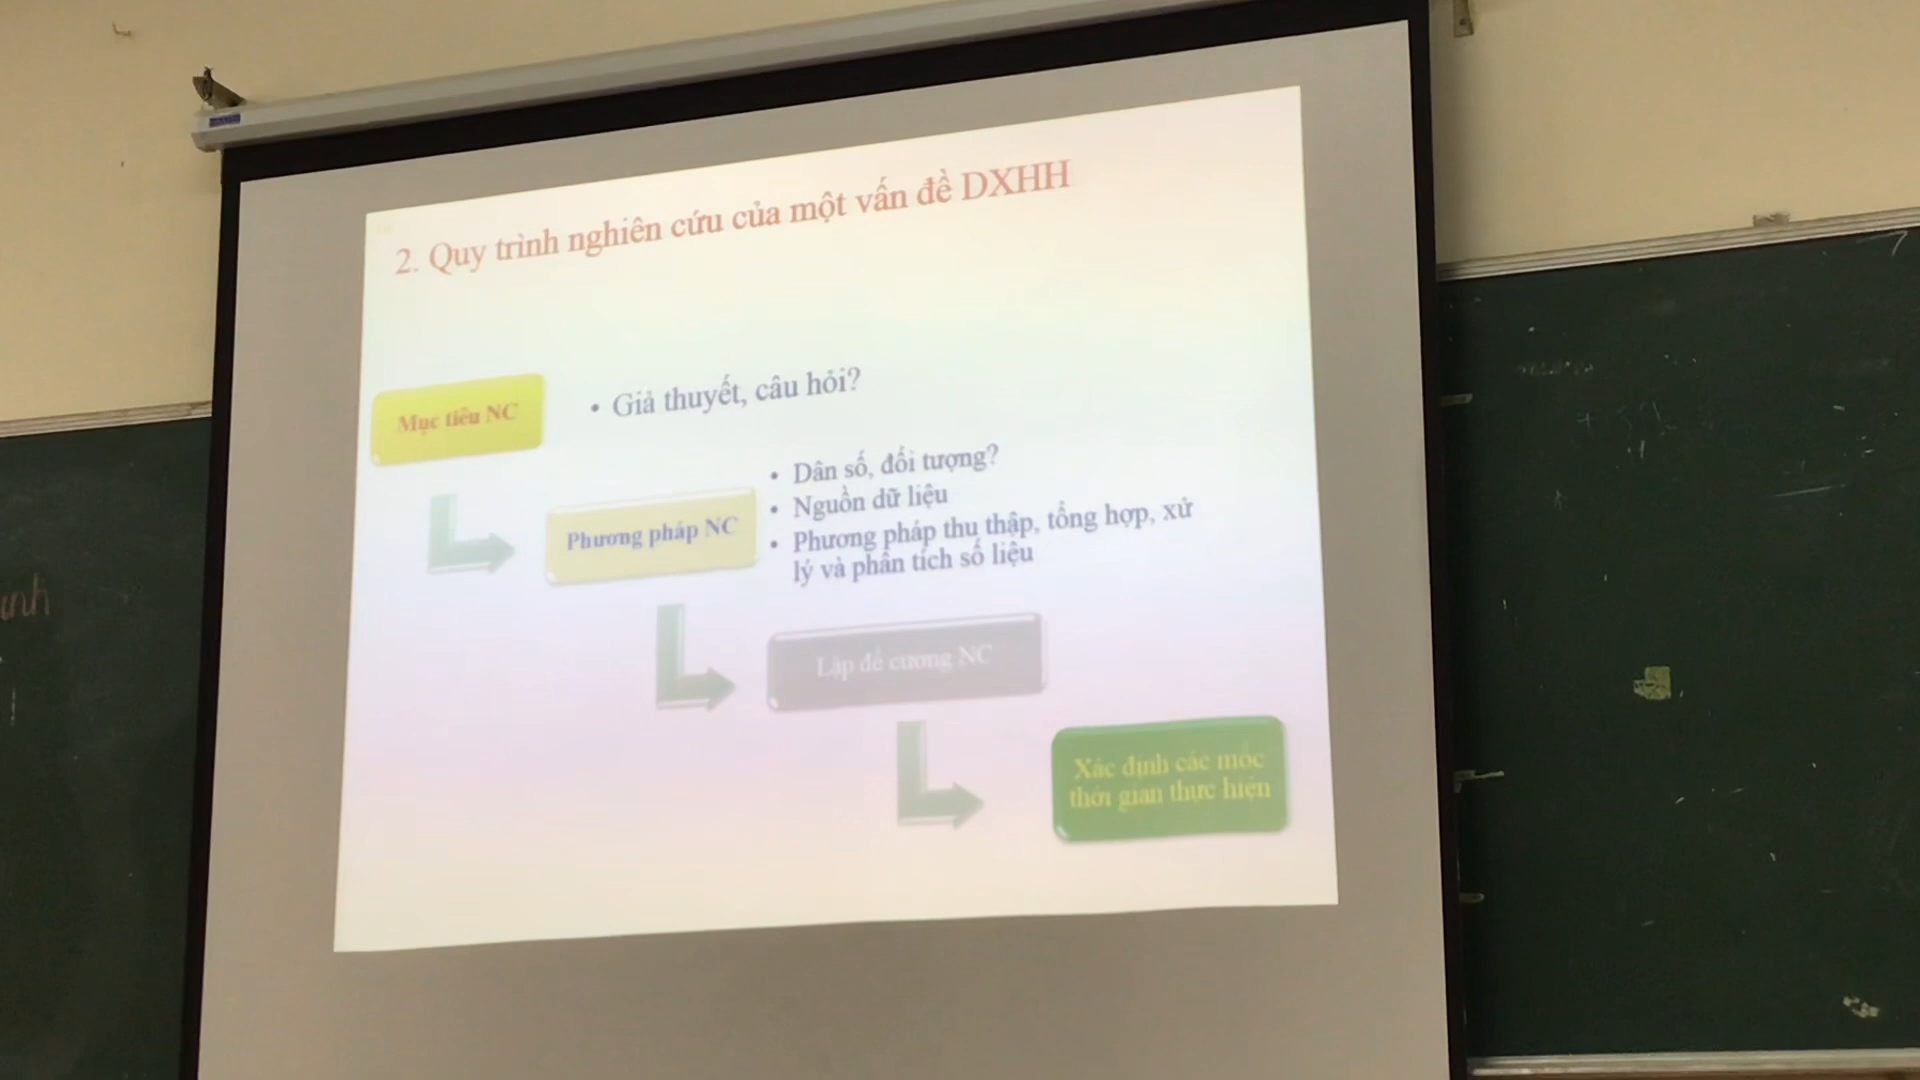 2. Quy trình nghiên cứu của một vấn đề DXHH
Mục tiêu NC
• Giả thuyết, câu hỏi?
Phương pháp NC
• Dân số, đối tượng?
• Nguồn dữ liệu
• Phương pháp thu thập, tổng hợp, xử
lý và phân tích số liệu
Lập đề cương NC
Xác định các mốc
thời gian thực hiện